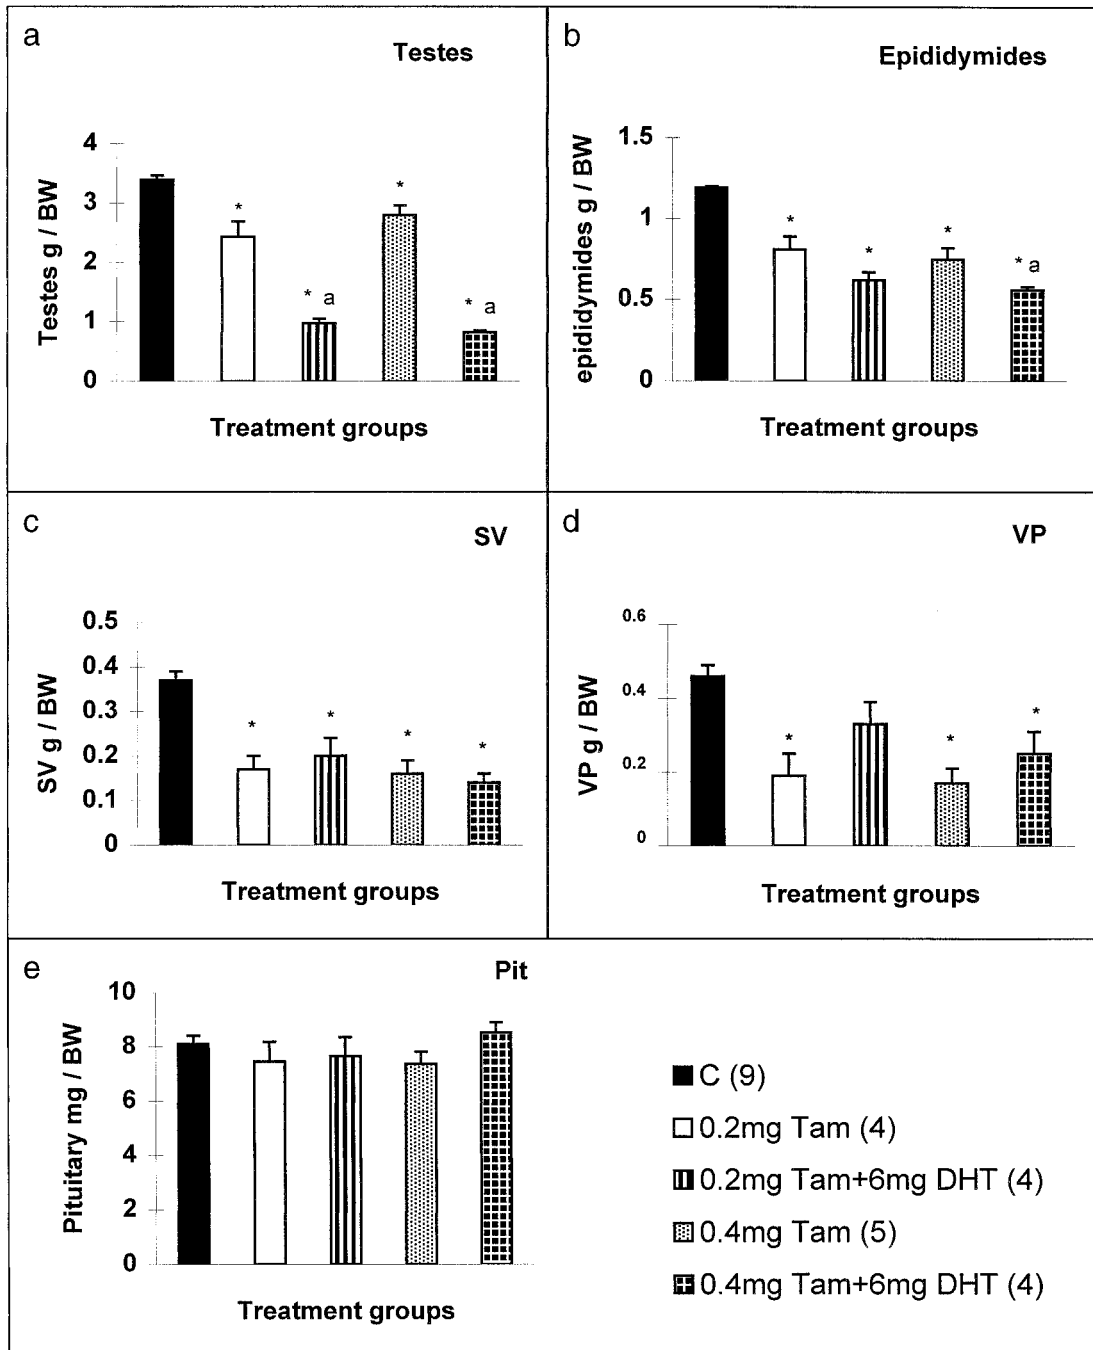 a
Testes
4
3
2
1
0
Testes g / BW
*
* a
*
* a
Treatment groups
b
Epididymides
1.5
1
0.5
0
epididymides g / BW
*
*
*
* a
Treatment groups
c
SV
0.5
0.4
0.3
0.2
0.1
0
SV g / BW
*
*
*
*
Treatment groups
d
VP
0.6
0.4
0.2
0
VP g / BW
*
*
*
Treatment groups
e
Pit
10
8
6
4
2
0
Pituitary mg / BW
Treatment groups
C (9)
0.2mg Tam (4)
0.2mg Tam+6mg DHT (4)
0.4mg Tam (5)
0.4mg Tam+6mg DHT (4)